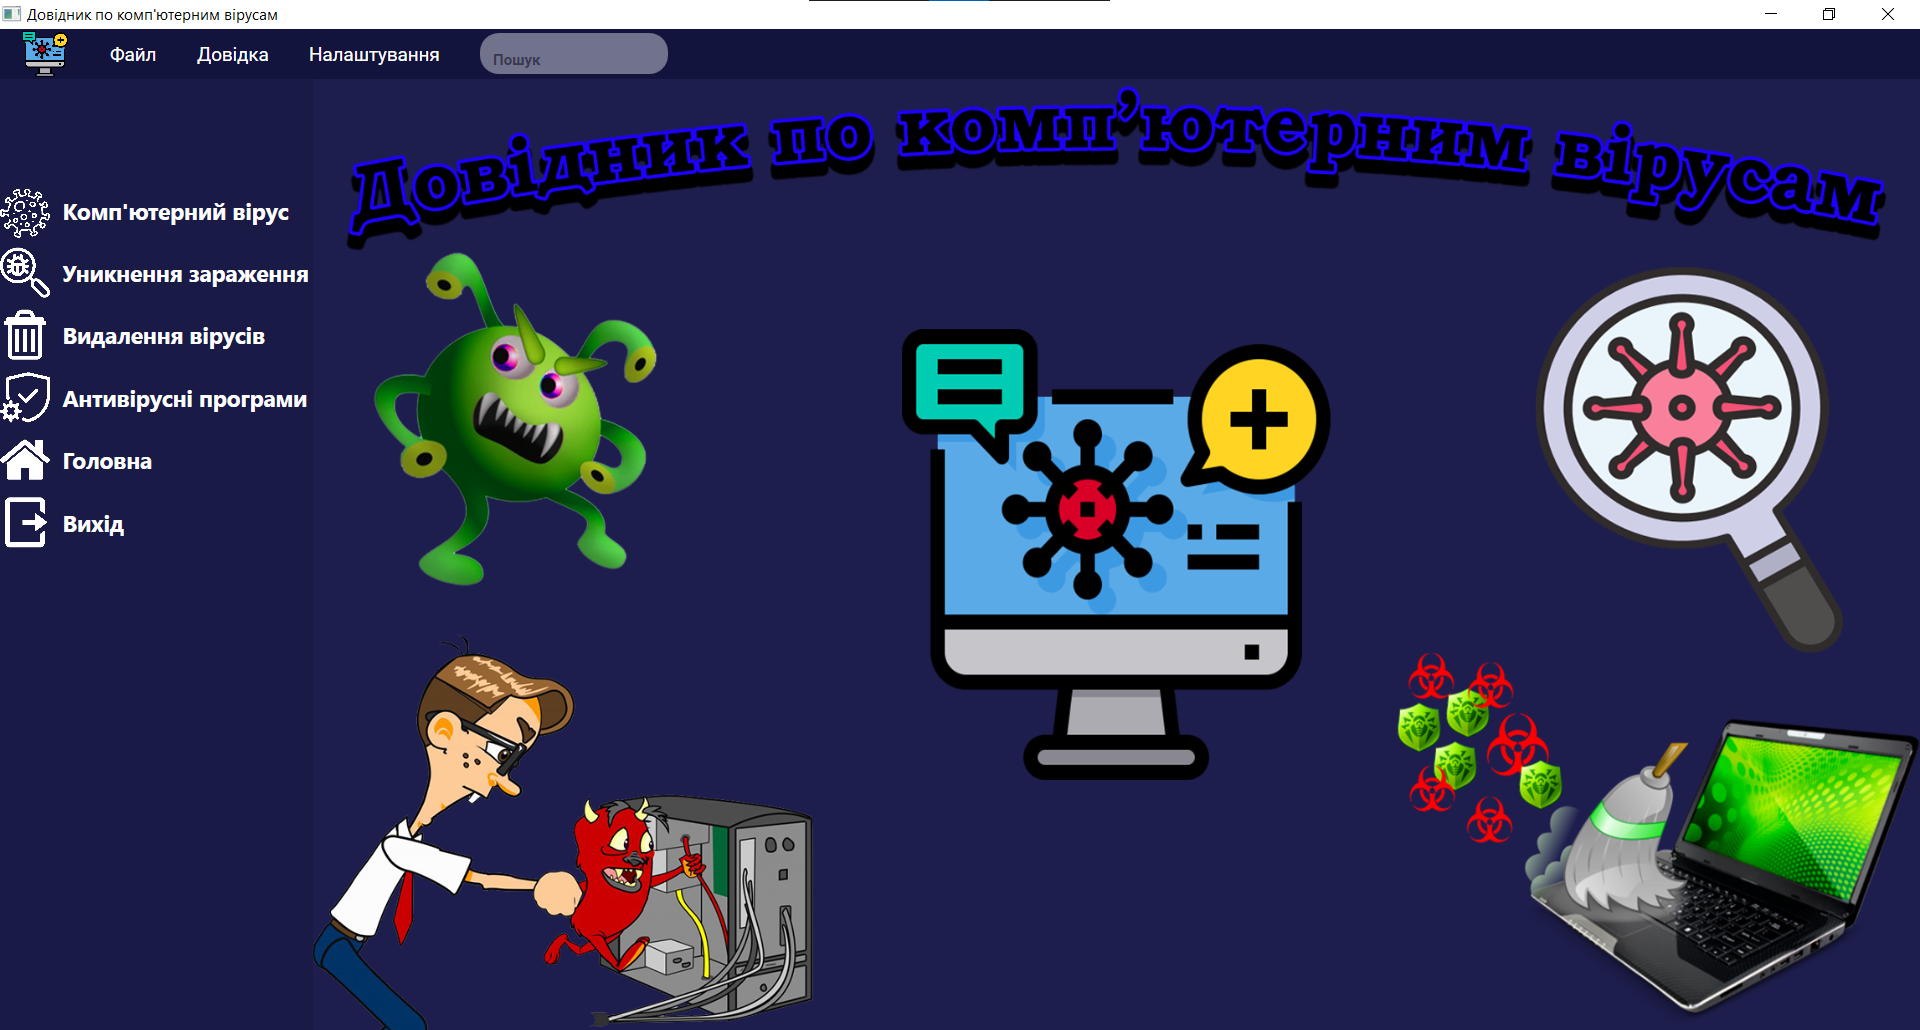 Довідник по комп'ютерним вірусам
Файл
Довідка
Налаштування
Пошук
Довідник по комп’ютерним вірусам
Комп'ютерний вірус
Уникнення зараження
Видалення вірусів
Антивірусні програми
Головна
Вихід